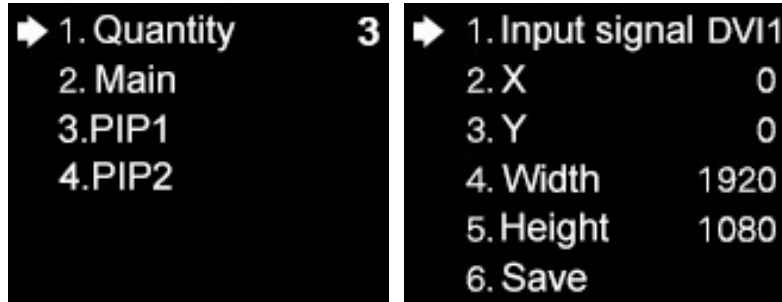 1. Quantity 3
2. Main
3.PIP1
4.PIP2
1. Input signal DVI1
2. X 0
3. Y 0
4. Width 1920
5. Height 1080
6. Save